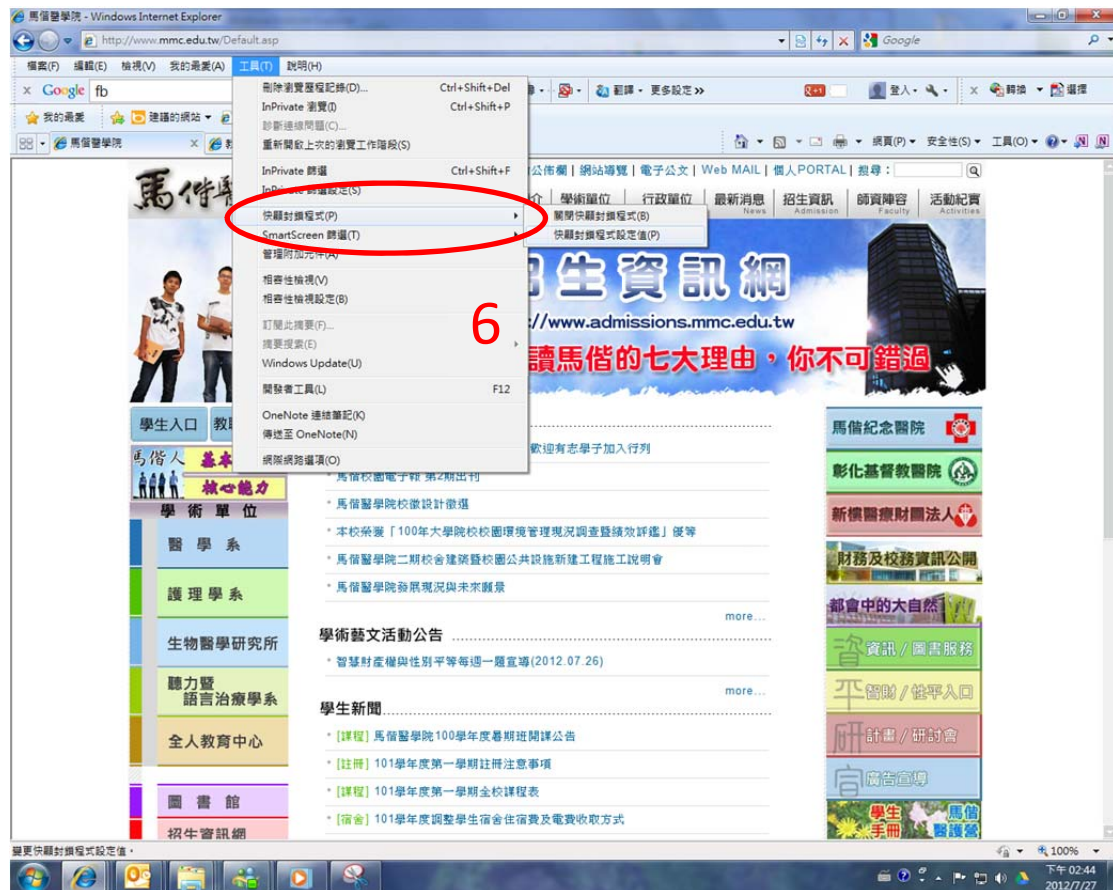 馬偕醫學院 - Windows Internet Explorer
http://www.mmc.edu.tw/Default.asp
Google
檔案(F) 編輯(E) 檢視(V) 我的最愛(A) 工具(T) 說明(H)
Google fb
翻譯 更多設定 »
登入
轉換 選擇
我的最愛 建議的網站
馬偕醫學院
網頁(P) 安全性(S) 工具(O)
刪除瀏覽歷程記錄(D)... Ctrl+Shift+Del
InPrivate 瀏覽(I) Ctrl+Shift+P
診斷連線問題(C)...
重新開啟上次的瀏覽工作階段(S)
InPrivate 篩選 Ctrl+Shift+F
InPrivate 篩選設定(S)
快顯封鎖程式(P)
SmartScreen 篩選(T)
管理附加元件(A)
相容性檢視(V)
相容性檢視設定(B)
訂閱此摘要(F)...
摘要搜索(E)
Windows Update(U)
開發者工具(L) F12
OneNote 連結筆記(K)
傳送至 OneNote(N)
網際網路選項(O)
關閉快顯封鎖程式(B)
快顯封鎖程式設定值(P)
6
馬偕醫
公佈欄 | 網站導覽 | 電子公文 | Web MAIL | 個人PORTAL | 搜尋：
介 學術單位 行政單位 最新消息 招生資訊 師資陣容 活動紀實
News Admission Faculty Activities
招生資訊網
://www.admissions.mmc.edu.tw
讀馬偕的七大理由，你不可錯過
學生入口
馬偕人 基本
核心能力
學術單位
醫學系
護理學系
生物醫學研究所
聽力暨
語言治療學系
全人教育中心
圖書館
招生資訊網
歡迎有志學子加入行列
馬偕校園電子報 第2期出刊
馬偕醫學院校徽設計徵選
本校榮獲「100年大學院校校園環境管理現況調查暨績效評鑑」優等
馬偕醫學院二期校舍建築暨校園公共設施新建工程施工說明會
馬偕醫學院發展現況與未來願景
more...
學術藝文活動公告
智慧財產權與性別平等每週一題宣導(2012.07.26)
more...
學生新聞
[課程] 馬偕醫學院100學年度暑期班開課公告
[註冊] 101學年度第一學期註冊注意事項
[課程] 101學年度第一學期全校課程表
[宿舍] 101學年度調整學生宿舍住宿費及電費收取方式
馬偕紀念醫院
彰化基督教醫院
新樓醫療財團法人
財務及校務資訊公開
都會中的大自然
資訊 / 圖書服務
智財 / 性平入口
計畫 / 研討會
廣告宣導
學生
手冊
馬偕
醫護營
變更快顯封鎖程式設定值。
100%
下午 02:44
2012/7/27